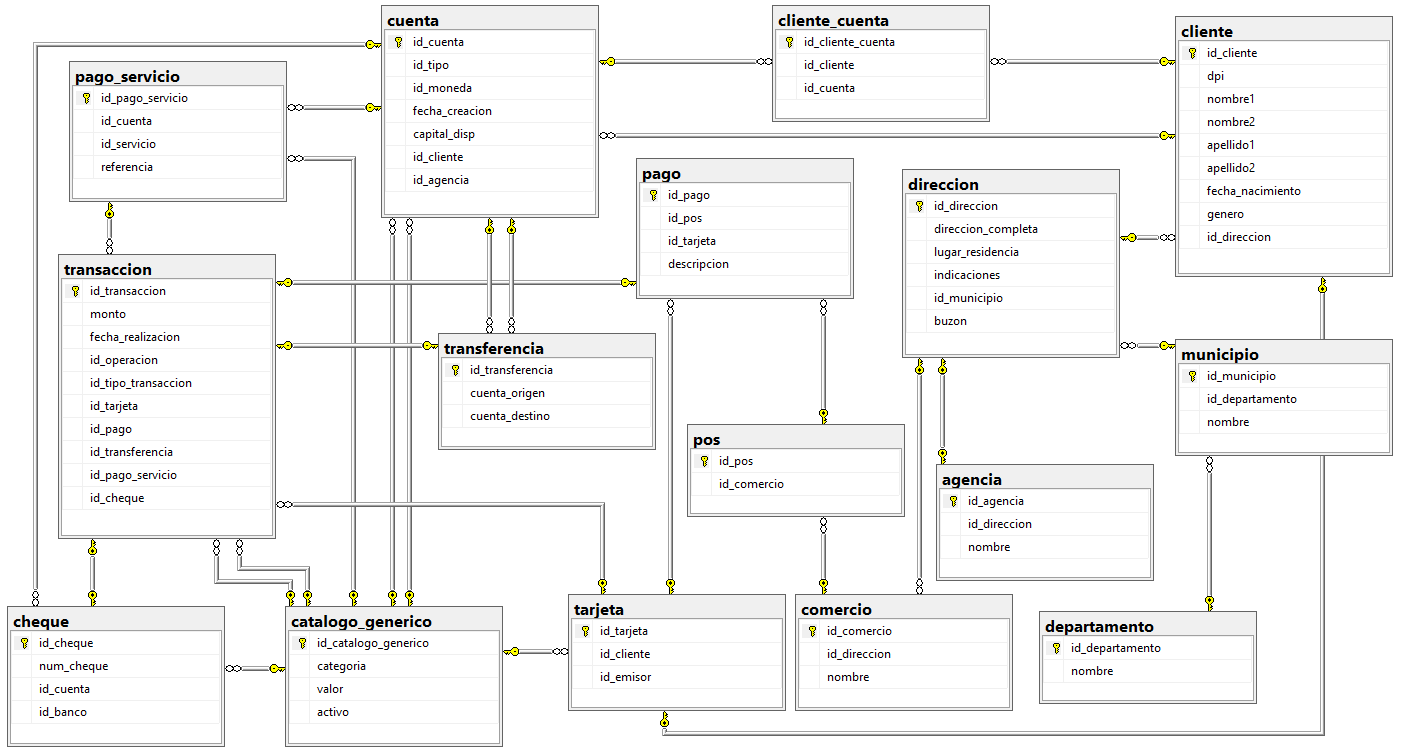 cuenta
id_cuenta
id_tipo
id_moneda
fecha_creacion
capital_disp
id_cliente
id_agencia
cliente_cuenta
id_cliente_cuenta
id_cliente
id_cuenta
cliente
id_cliente
dpi
nombre1
nombre2
apellido1
apellido2
fecha_nacimiento
genero
id_direccion
pago_servicio
id_pago_servicio
id_cuenta
id_servicio
referencia
pago
id_pago
id_pos
id_tarjeta
descripcion
direccion
id_direccion
direccion_completa
lugar_residencia
indicaciones
id_municipio
buzon
transaccion
id_transaccion
monto
fecha_realizacion
id_operacion
id_tipo_transaccion
id_tarjeta
id_pago
id_transferencia
id_pago_servicio
id_cheque
transferencia
id_transferencia
cuenta_origen
cuenta_destino
municipio
id_municipio
id_departamento
nombre
pos
id_pos
id_comercio
agencia
id_agencia
id_direccion
nombre
cheque
id_cheque
num_cheque
id_cuenta
id_banco
catalogo_generico
id_catalogo_generico
categoria
valor
activo
tarjeta
id_tarjeta
id_cliente
id_emisor
comercio
id_comercio
id_direccion
nombre
departamento
id_departamento
nombre